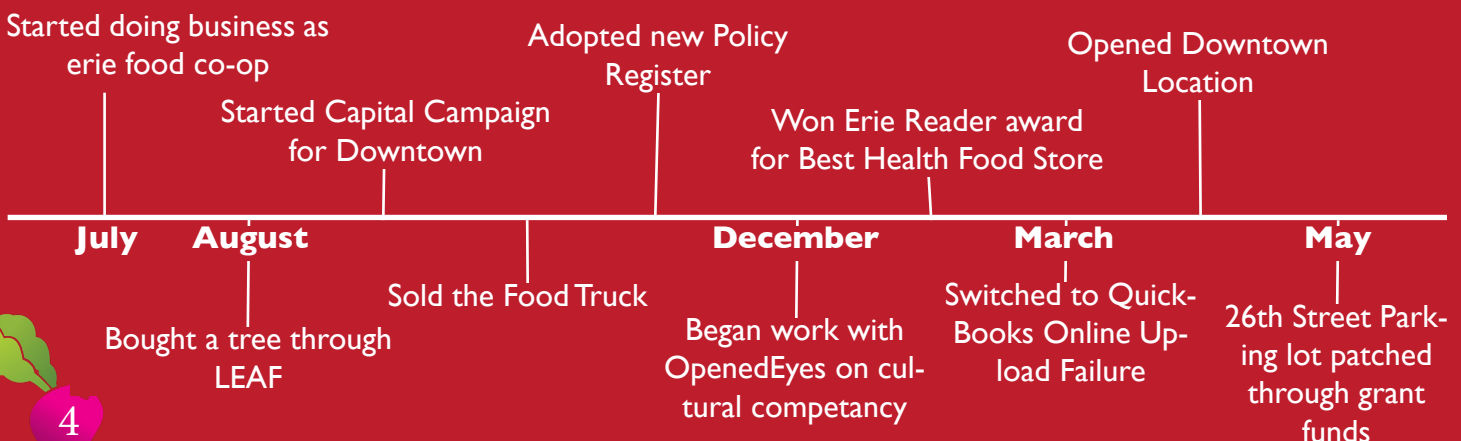 Started doing business as
erie food co-op
Started Capital Campaign
for Downtown
Adopted new Policy
Register
Won Erie Reader award
for Best Health Food Store
Opened Downtown
Location
July
August
December
March
May
Bought a tree through
LEAF
Sold the Food Truck
Began work with
OpenedEyes on cul-
tural competancy
Switched to Quick-
Books Online Up-
load Failure
26th Street Park-
ing lot patched
through grant
funds
4